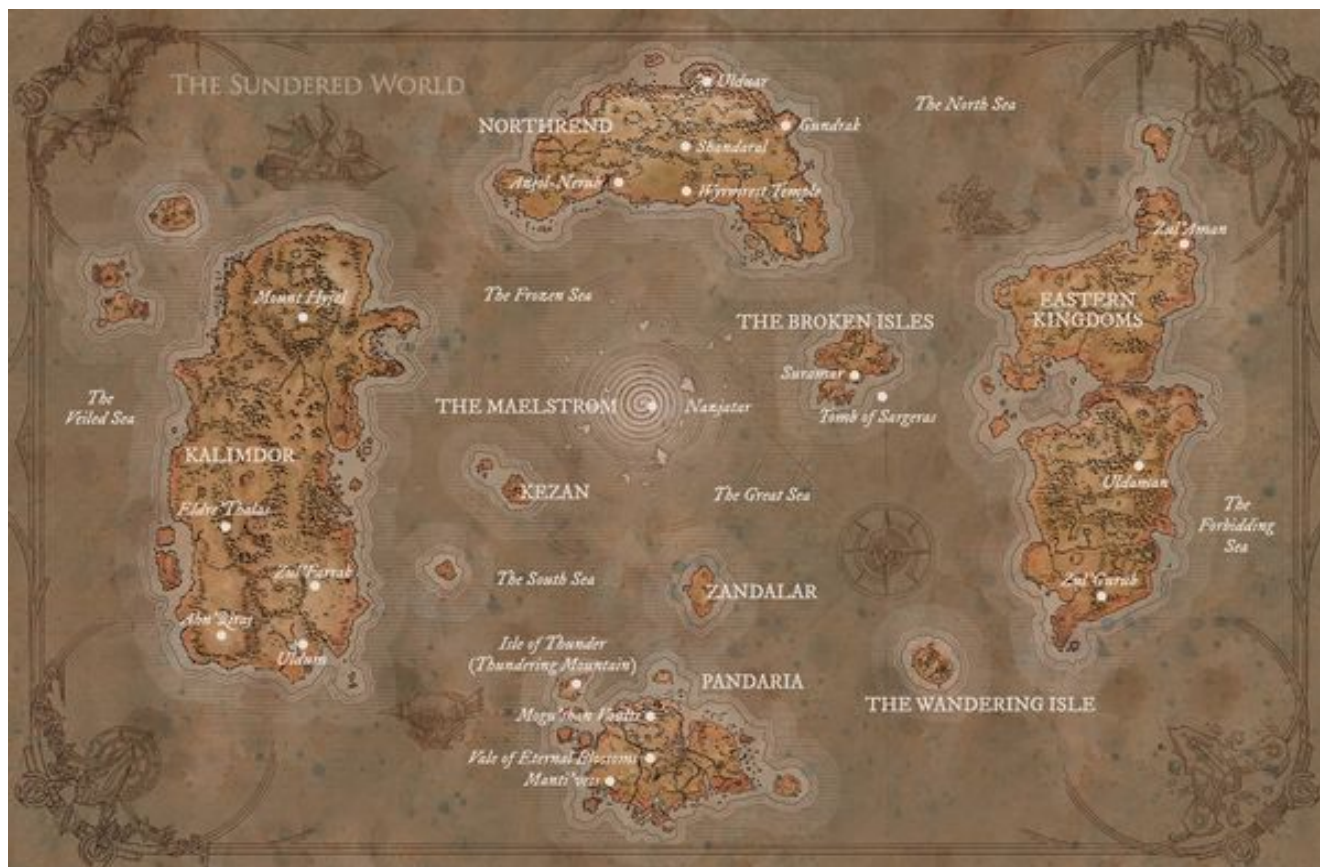 THE SUNDERED WORLD
Ulduar
The North Sea
NORTHREND
Gundrak
Shandaral
Anjol-Nerub
Wyrmrest Temple
Zul'Aman
Mount Hyjal
The Frozen Sea
EASTERN
KINGDOMS
THE BROKEN ISLES
Suramar
The
Veiled Sea
THE MAELSTROM
Nazjatar
Tomb of Sargeras
KALIMDOR
Uldaman
KEZAN
The Great Sea
Eldre'Thalas
The
Forbidding
Sea
Zul'Farrak
The South Sea
ZANDALAR
Zul'Gurub
Ahn'Qiraj
Uldum
Isle of Thunder
(Thundering Mountain)
PANDARIA
THE WANDERING ISLE
Mogu'shan Vaults
Vale of Eternal Blossoms
Manti'vess